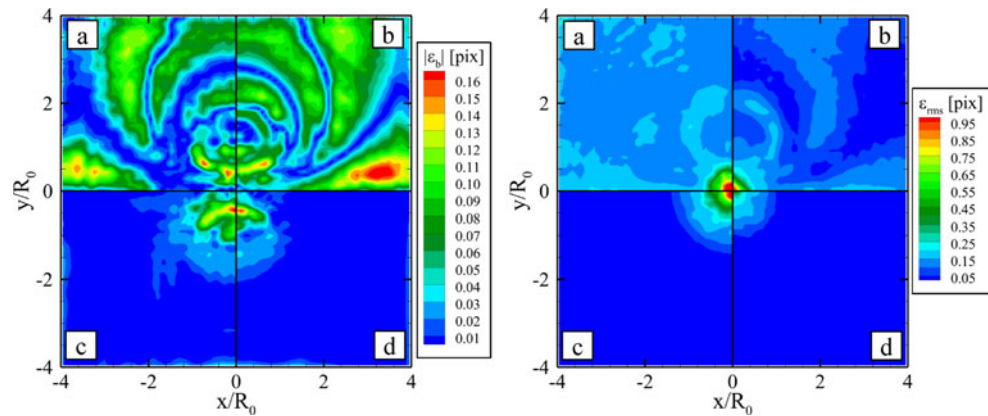 4
2
0
-2
-4
y/R₀
-4 -2 0 2 4
x/R₀
a
b
c
d
|ε_b| [pix]
0.16
0.15
0.14
0.13
0.12
0.11
0.10
0.09
0.08
0.07
0.06
0.05
0.04
0.03
0.02
0.01
4
2
0
-2
-4
y/R₀
-4 -2 0 2 4
x/R₀
a
b
c
d
ε_rms [pix]
0.95
0.85
0.75
0.65
0.55
0.45
0.35
0.25
0.15
0.05